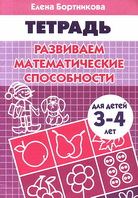 Елена Бортникова
ТЕТРАДЬ
РАЗВИВАЕМ
МАТЕМАТИЧЕСКИЕ
СПОСОБНОСТИ
для детей
3-4
лет